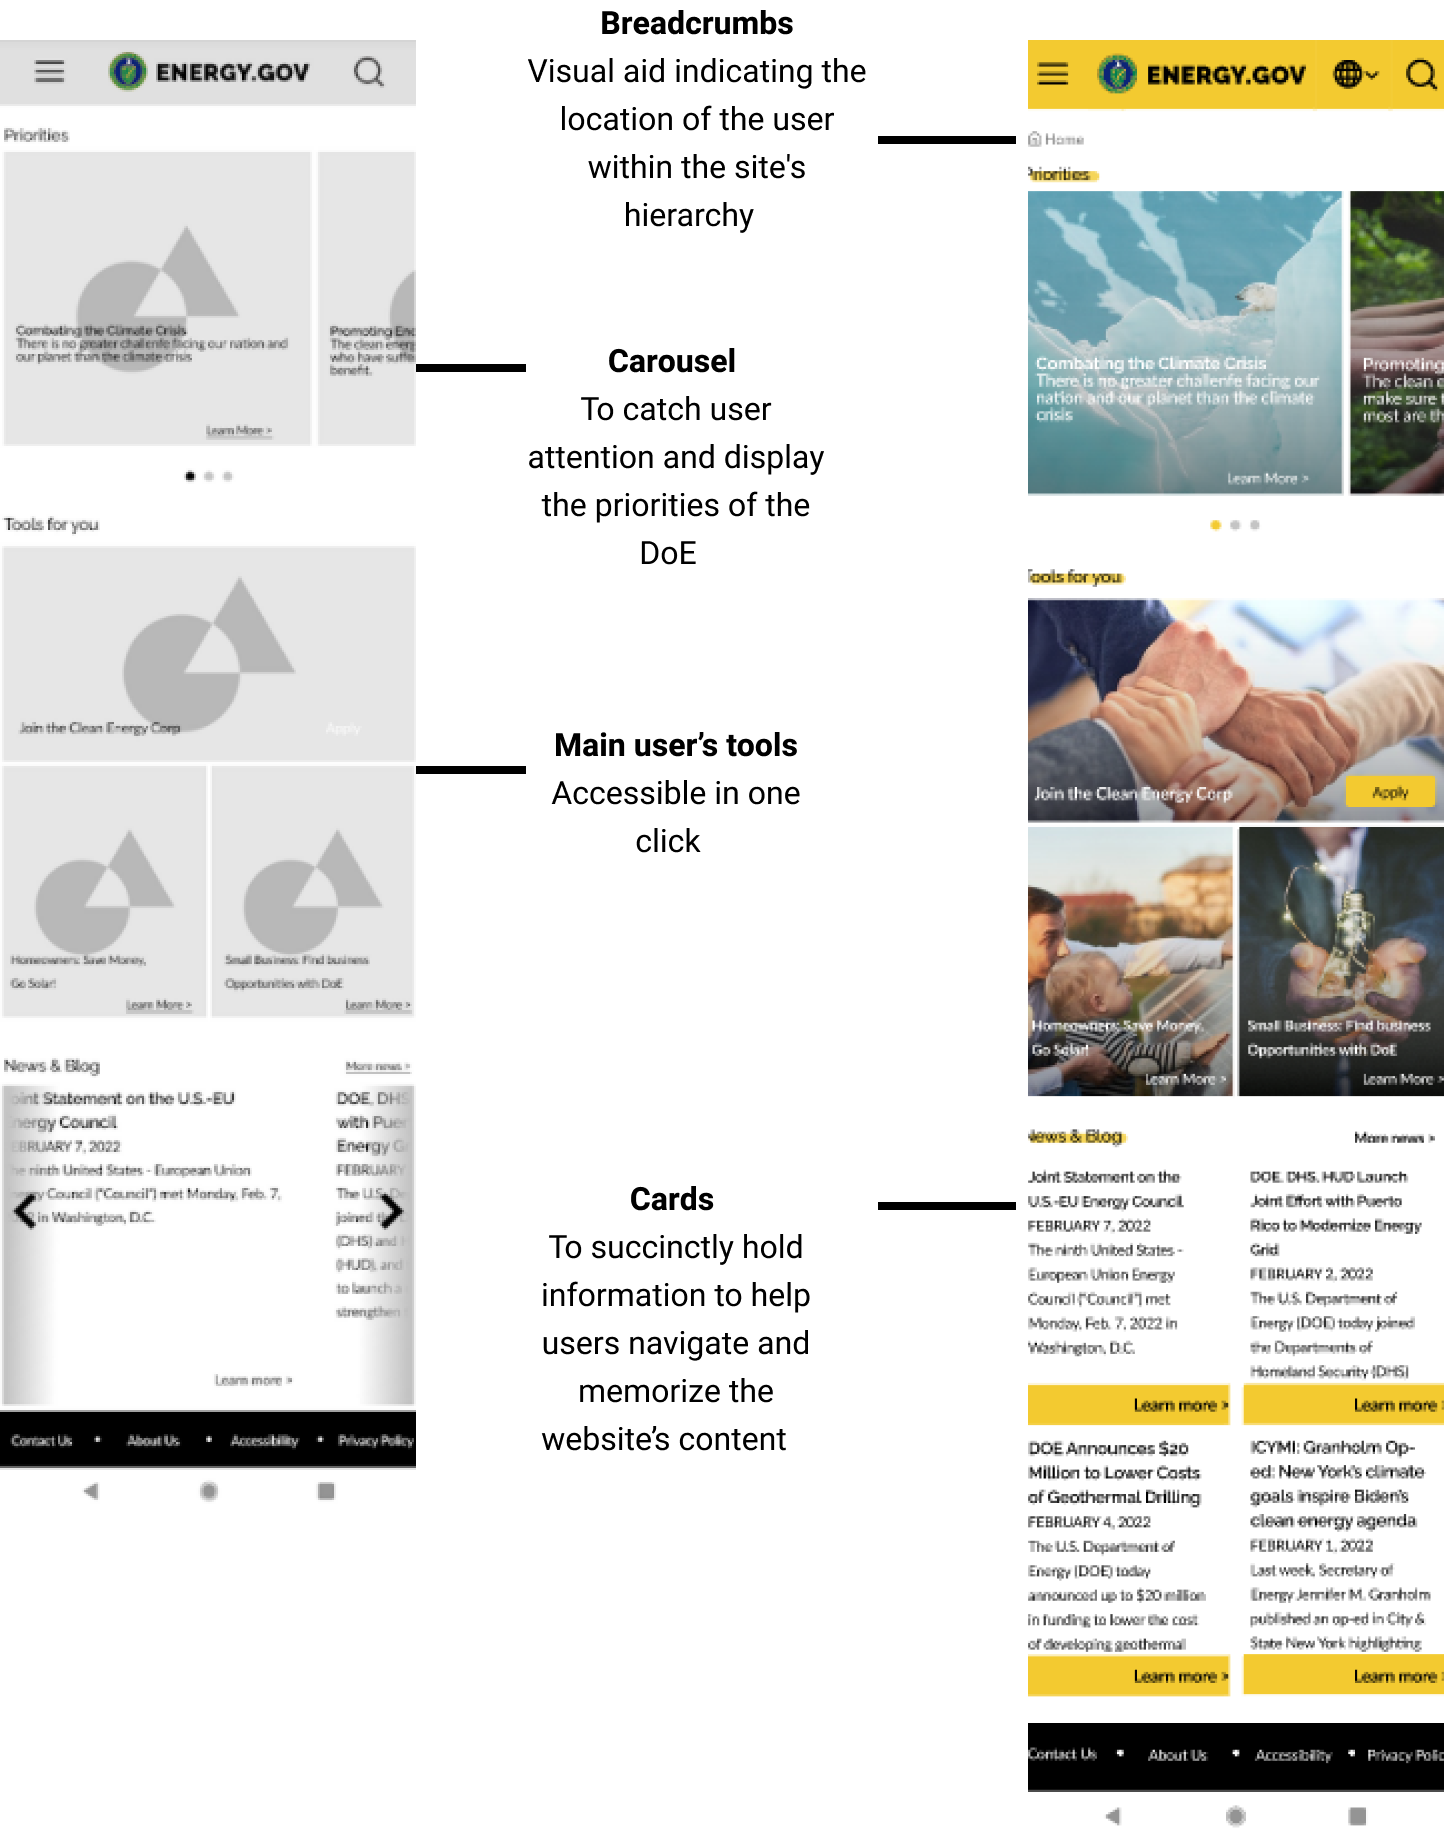 ENERGY.GOV
Priorities
Combating the Climate Crisis
There is no greater challenfe facing our nation and
our planet than the climate crisis
Learn More >
Promoting
The clean energ
who have suffe
benefit.
Tools for you
Join the Clean Energy Corp
Apply
Homeowners: Save Money,
Go Solar!
Learn More >
Small Business: Find business
Opportunities with DoE
Learn More >
News & Blog
More news >
oint Statement on the U.S.-EU
nergy Council
EBRUARY 7, 2022
he ninth United States - European Union
Council ("Council") met Monday, Feb. 7,
in Washington, D.C.
Learn more >
DOE, DHS
with Puer
Energy G
FEBRUARY
The U.S. De
joined
(DHS) and
(HUD), and
to launch a
strengthen
Contact Us • About Us • Accessibility • Privacy Policy
Breadcrumbs
Visual aid indicating the
location of the user
within the site's
hierarchy
Carousel
To catch user
attention and display
the priorities of the
DoE
Main user’s tools
Accessible in one
click
Cards
To succinctly hold
information to help
users navigate and
memorize the
website’s content
ENERGY.GOV
Home
Priorities
Combating the Climate Crisis
There is no greater challenfe facing our
nation and our planet than the climate
crisis
Learn More >
Promoting
The clean e
make sure t
most are th
Tools for you
Join the Clean Energy Corp
Apply
Homeowners: Save Money,
Go Solar!
Learn More >
Small Business: Find business
Opportunities with DoE
Learn More >
News & Blog
More news >
Joint Statement on the
U.S.-EU Energy Council
FEBRUARY 7, 2022
The ninth United States -
European Union Energy
Council ("Council") met
Monday, Feb. 7, 2022 in
Washington, D.C.
Learn more >
DOE, DHS, HUD Launch
Joint Effort with Puerto
Rico to Modernize Energy
Grid
FEBRUARY 2, 2022
The U.S. Department of
Energy (DOE) today joined
the Departments of
Homeland Security (DHS)
Learn more >
DOE Announces $20
Million to Lower Costs
of Geothermal Drilling
FEBRUARY 4, 2022
The U.S. Department of
Energy (DOE) today
announced up to $20 million
in funding to lower the cost
of developing geothermal
Learn more >
ICYMI: Granholm Op-
ed: New York's climate
goals inspire Biden's
clean energy agenda
FEBRUARY 1, 2022
Last week, Secretary of
Energy Jennifer M. Granholm
published an op-ed in City &
State New York highlighting
Learn more >
Contact Us • About Us • Accessibility • Privacy Polic